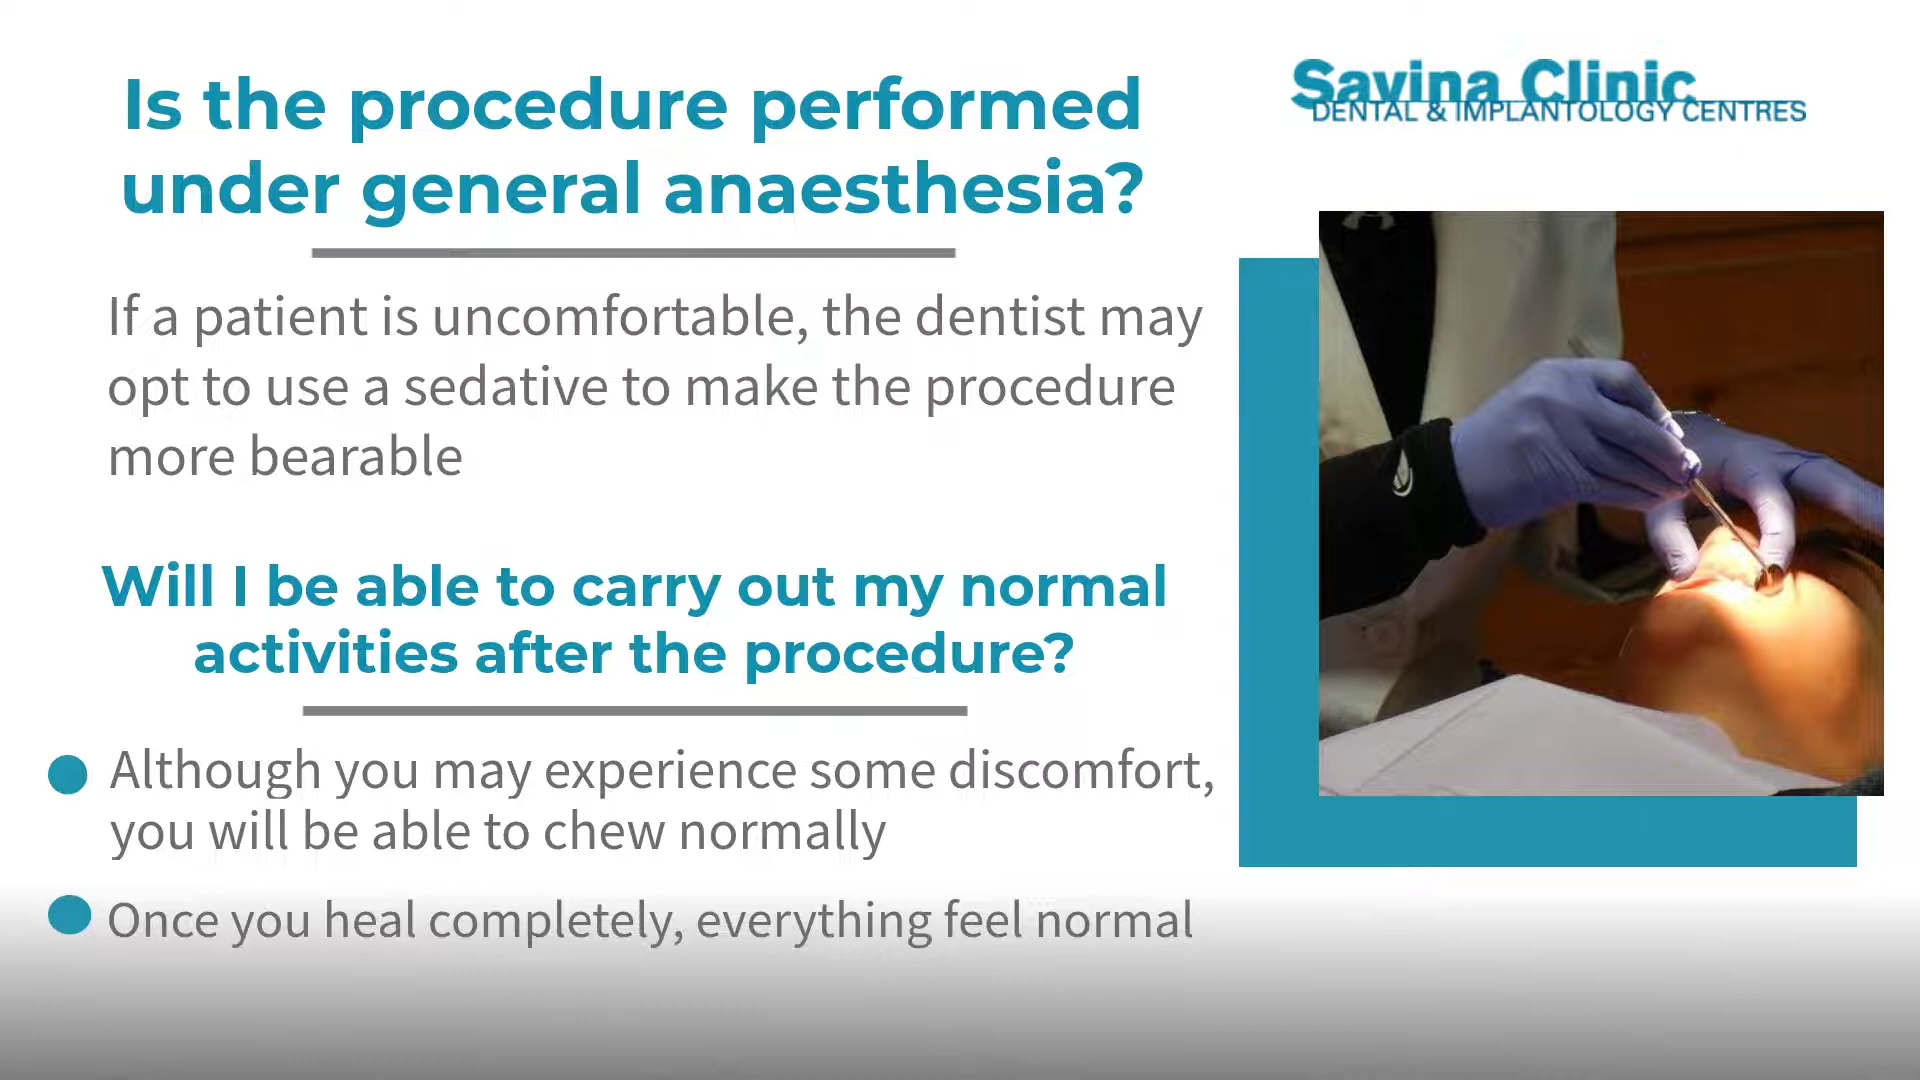 Is the procedure performed
under general anaesthesia?
Savina Clinic
DENTAL & IMPLANTOLOGY CENTRES
If a patient is uncomfortable, the dentist may
opt to use a sedative to make the procedure
more bearable
Will I be able to carry out my normal
activities after the procedure?
Although you may experience some discomfort,
you will be able to chew normally
Once you heal completely, everything feel normal